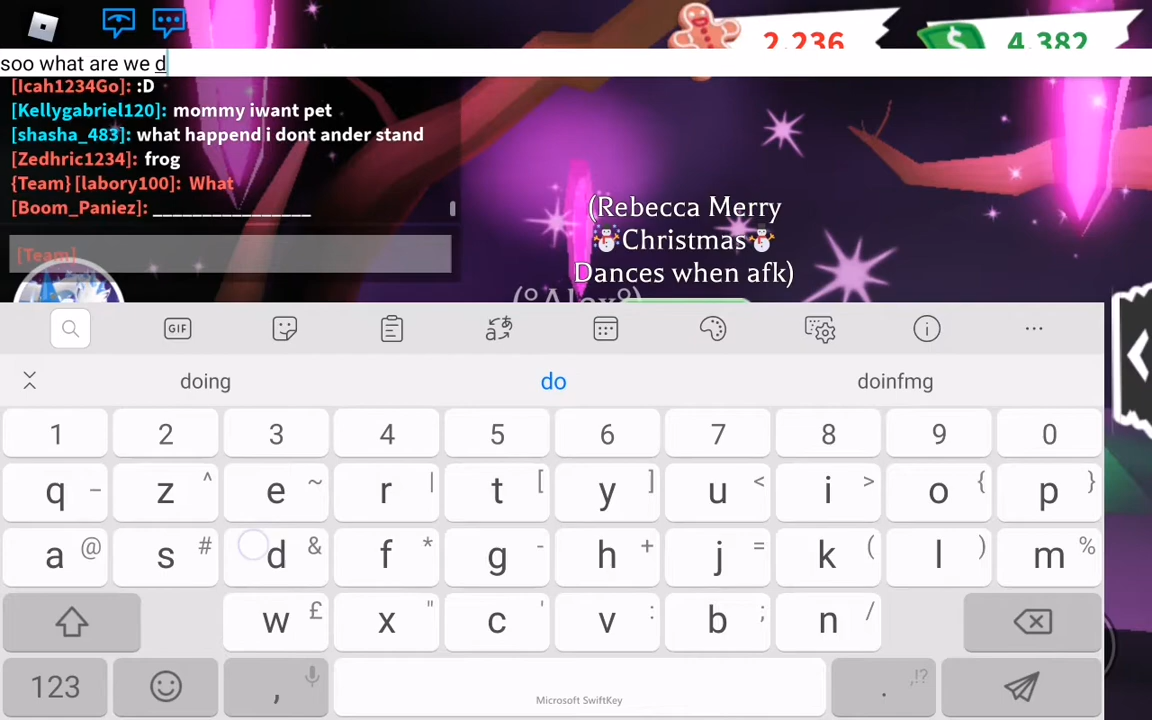 2,236
4,382
soo what are we d
[Icah1234Go]: :D
[Kellygabriel120]: mommy iwant pet
[shasha_483]: what happend i dont ander stand
[Zedhric1234]: frog
{Team} [labory100]: What
[Boom_Paniez]: ________________
[Team]
(Rebecca Merry
☃Christmas☃
Dances when afk)
(°Alex°)
GIF
doing do doinfmg
1 2 3 4 5 6 7 8 9 0
q _ z ^ e ~ r | t [ y ] u < i > o { p }
a @ s # d & f * g - h + j = k ( l ) m %
w £ x " c ' v : b ; n /
123 , . ,!?
Microsoft SwiftKey